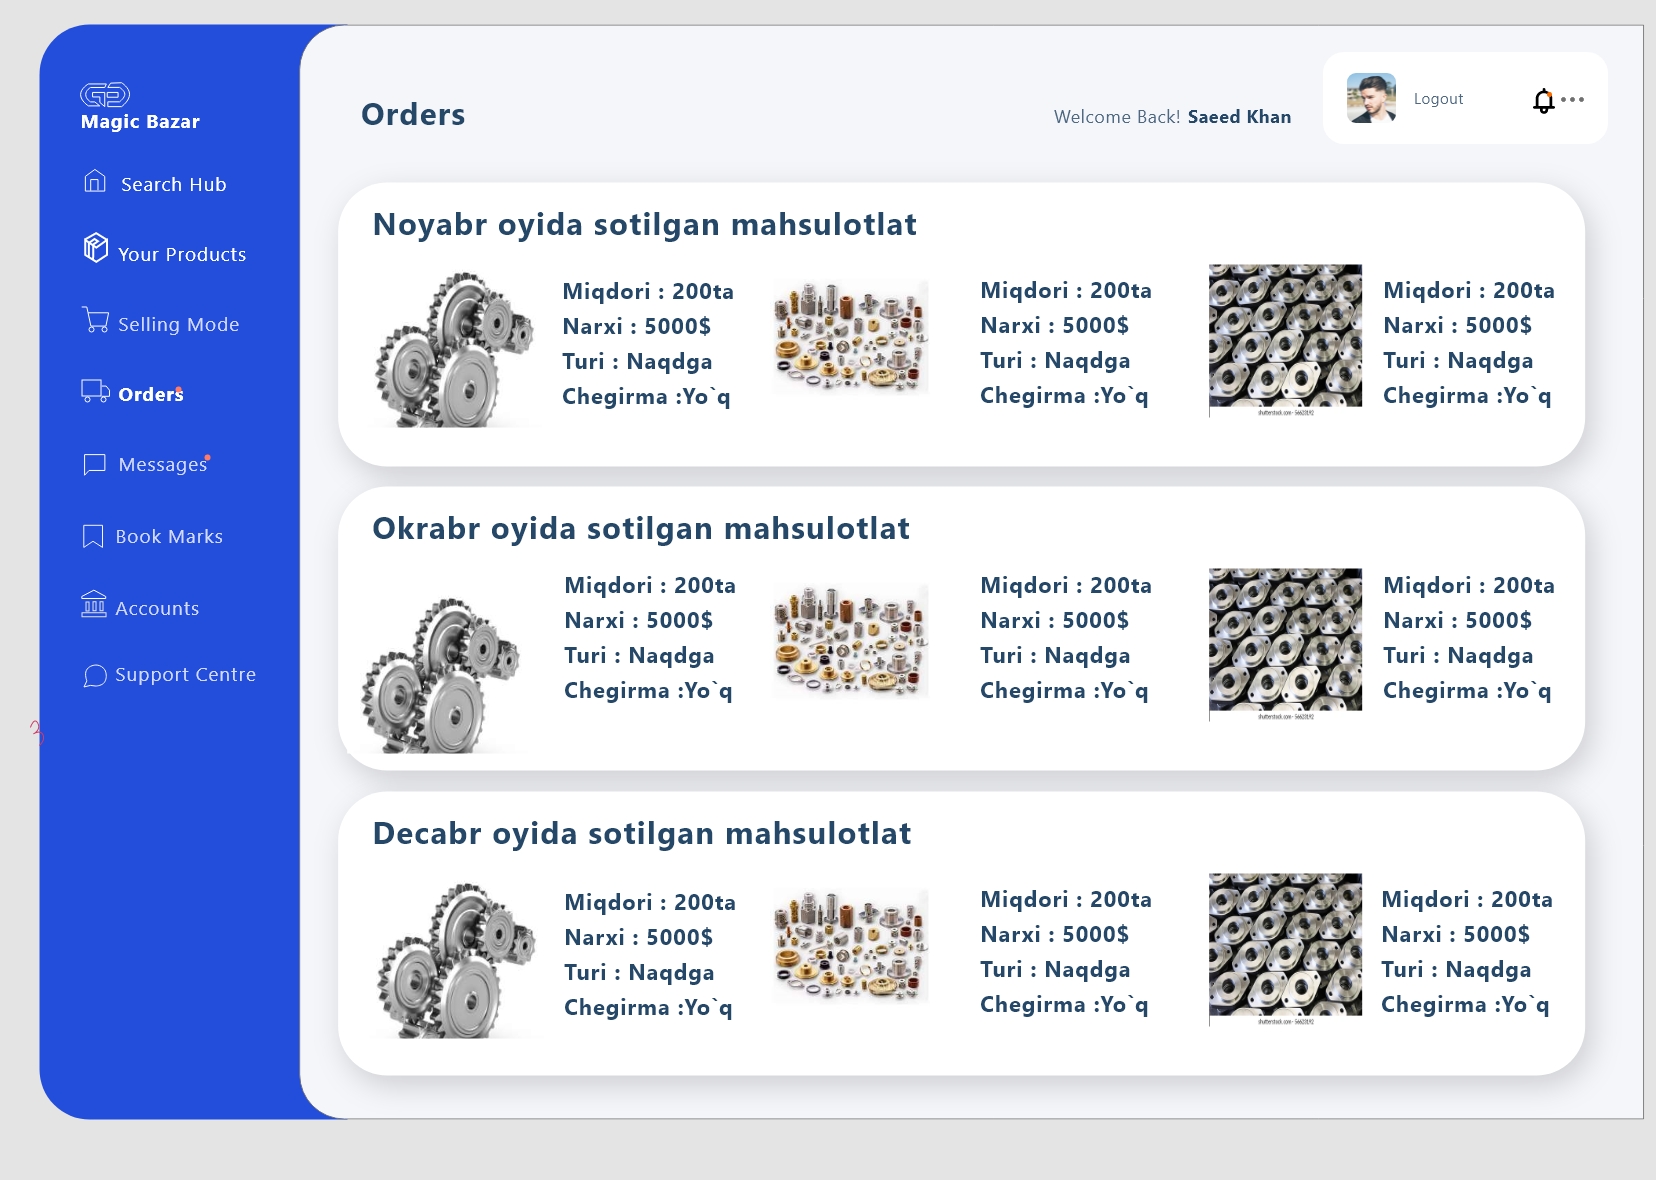 Magic Bazar
Search Hub
Your Products
Selling Mode
Orders
Messages
Book Marks
Accounts
Support Centre
Orders
Welcome Back! Saeed Khan
Logout
Noyabr oyida sotilgan mahsulotlat
Miqdori : 200ta
Narxi : 5000$
Turi : Naqdga
Chegirma :Yo`q
Miqdori : 200ta
Narxi : 5000$
Turi : Naqdga
Chegirma :Yo`q
Miqdori : 200ta
Narxi : 5000$
Turi : Naqdga
Chegirma :Yo`q
Okrabr oyida sotilgan mahsulotlat
Miqdori : 200ta
Narxi : 5000$
Turi : Naqdga
Chegirma :Yo`q
Miqdori : 200ta
Narxi : 5000$
Turi : Naqdga
Chegirma :Yo`q
Miqdori : 200ta
Narxi : 5000$
Turi : Naqdga
Chegirma :Yo`q
Decabr oyida sotilgan mahsulotlat
Miqdori : 200ta
Narxi : 5000$
Turi : Naqdga
Chegirma :Yo`q
Miqdori : 200ta
Narxi : 5000$
Turi : Naqdga
Chegirma :Yo`q
Miqdori : 200ta
Narxi : 5000$
Turi : Naqdga
Chegirma :Yo`q